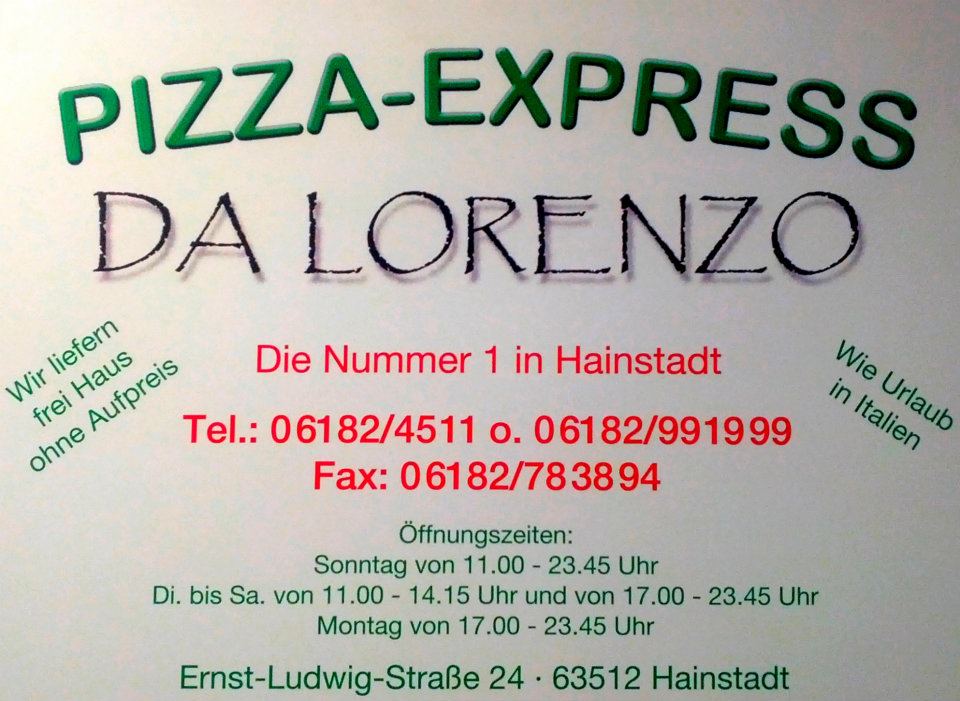 PIZZA-EXPRESS
DA LORENZO
Wir liefern
frei Haus
ohne Aufpreis
Die Nummer 1 in Hainstadt
Wie Urlaub
in Italien
Tel.: 06182/4511 o. 06182/991999
Fax: 06182/783894
Öffnungszeiten:
Sonntag von 11.00 - 23.45 Uhr
Di. bis Sa. von 11.00 - 14.15 Uhr und von 17.00 - 23.45 Uhr
Montag von 17.00 - 23.45 Uhr
Ernst-Ludwig-Straße 24 · 63512 Hainstadt